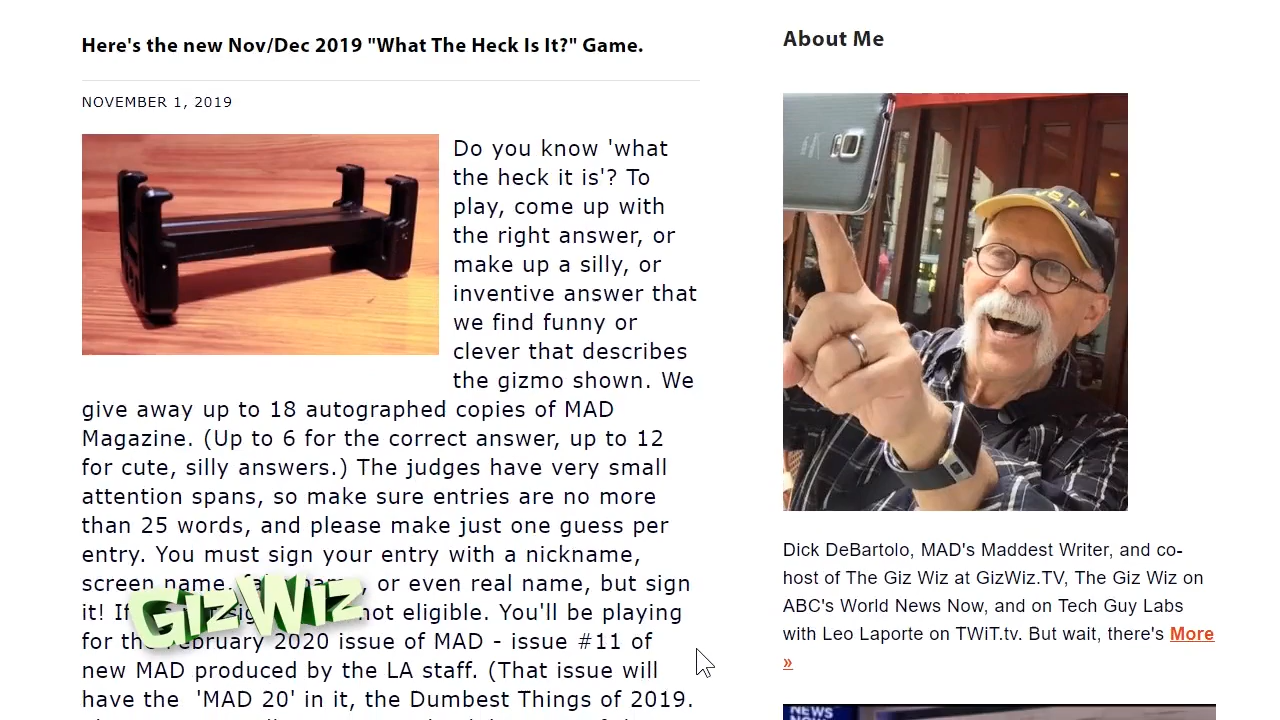 Here's the new Nov/Dec 2019 "What The Heck Is It?" Game.
NOVEMBER 1, 2019
Do you know 'what
the heck it is'? To
play, come up with
the right answer, or
make up a silly, or
inventive answer that
we find funny or
clever that describes
the gizmo shown. We
give away up to 18 autographed copies of MAD
Magazine. (Up to 6 for the correct answer, up to 12
for cute, silly answers.) The judges have very small
attention spans, so make sure entries are no more
than 25 words, and please make just one guess per
entry. You must sign your entry with a nickname,
screen name, or even real name, but sign
it! If not eligible. You'll be playing
for the February 2020 issue of MAD - issue #11 of
new MAD produced by the LA staff. (That issue will
have the 'MAD 20' in it, the Dumbest Things of 2019.
GizWiz
About Me
Dick DeBartolo, MAD's Maddest Writer, and co-
host of The Giz Wiz at GizWiz.TV, The Giz Wiz on
ABC's World News Now, and on Tech Guy Labs
with Leo Laporte on TWiT.tv. But wait, there's More
»
NEWS